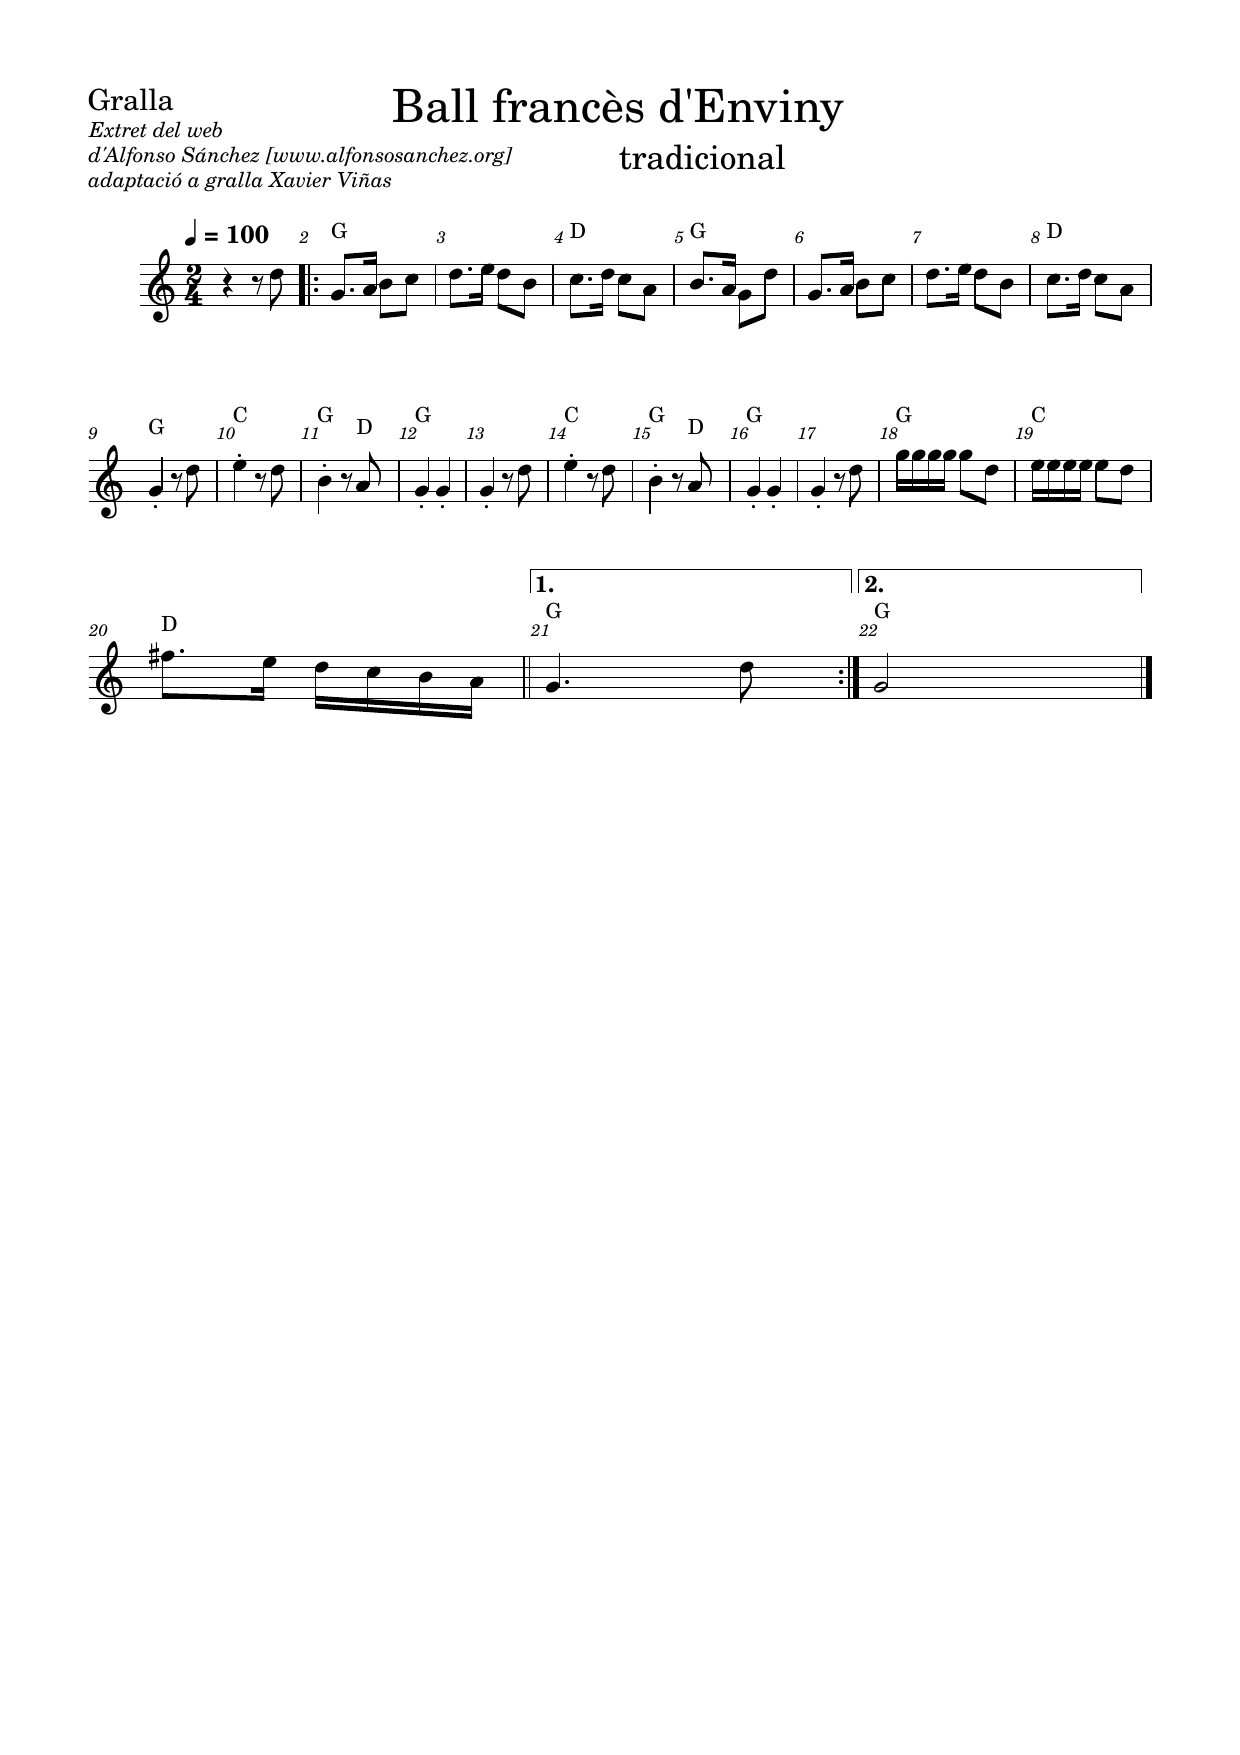 Gralla
Ball francès d'Enviny
Extret del web
d'Alfonso Sánchez [www.alfonsosanchez.org]
tradicional
adaptació a gralla Xavier Viñas
= 100
2 G 3 4 D 5 G 6 7 8 D
2
4
9 G 10 C 11 G D 12 G 13 14 C 15 G D 16 G 17 18 G 19 C
1. 2.
20 D 21 G 22 G